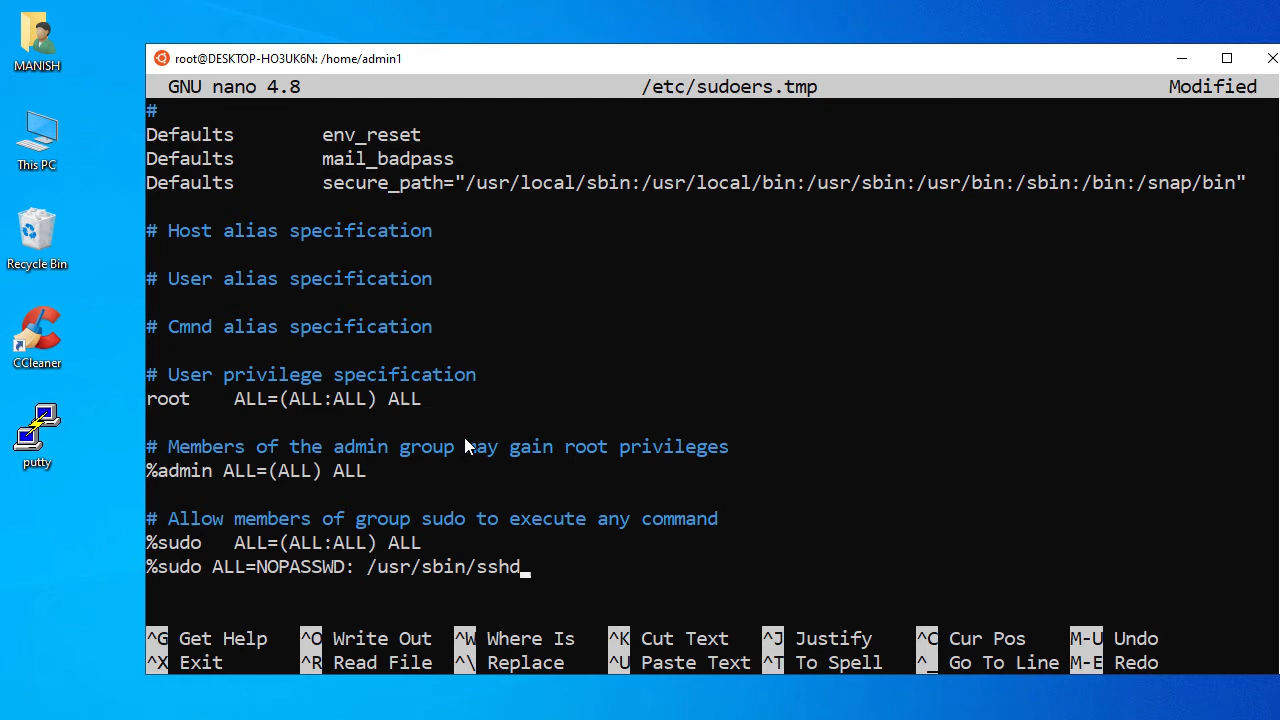 MANISH
This PC
Recycle Bin
CCleaner
putty
root@DESKTOP-HO3UK6N: /home/admin1
GNU nano 4.8 /etc/sudoers.tmp Modified
#
Defaults env_reset
Defaults mail_badpass
Defaults secure_path="/usr/local/sbin:/usr/local/bin:/usr/sbin:/usr/bin:/sbin:/bin:/snap/bin"
# Host alias specification
# User alias specification
# Cmnd alias specification
# User privilege specification
root ALL=(ALL:ALL) ALL
# Members of the admin group may gain root privileges
%admin ALL=(ALL) ALL
# Allow members of group sudo to execute any command
%sudo ALL=(ALL:ALL) ALL
%sudo ALL=NOPASSWD: /usr/sbin/sshd
^G Get Help ^O Write Out ^W Where Is ^K Cut Text ^J Justify ^C Cur Pos M-U Undo
^X Exit ^R Read File ^\ Replace ^U Paste Text ^T To Spell ^_ Go To Line M-E Redo